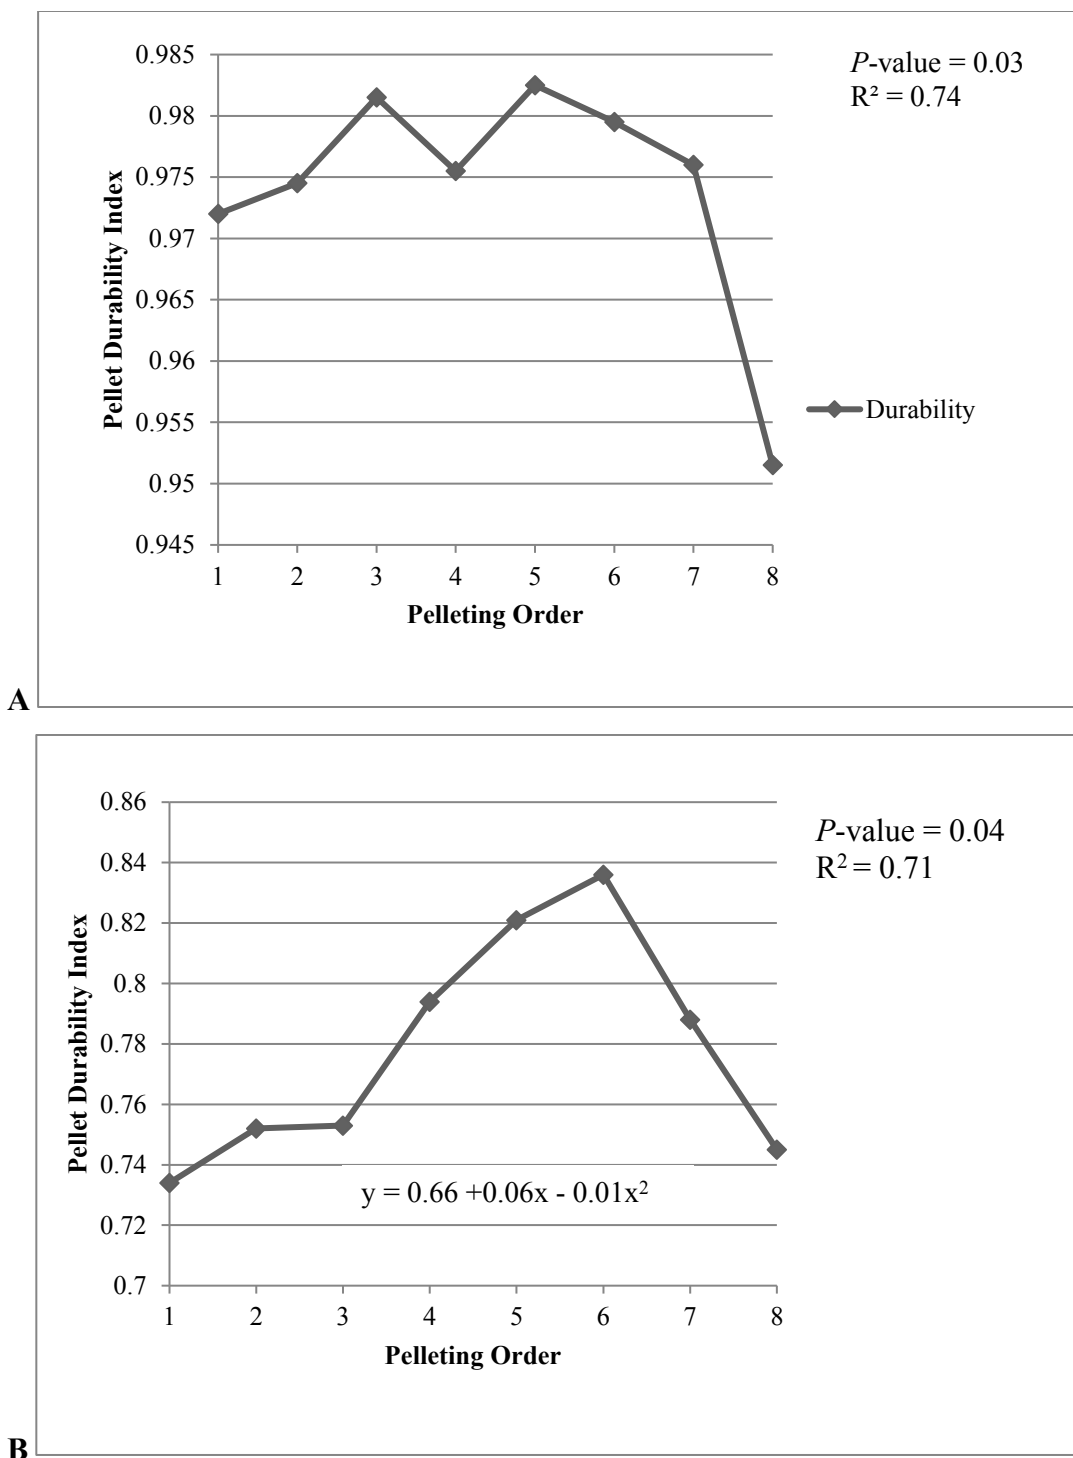 0.985
0.98
0.975
0.97
0.965
0.96
0.955
0.95
0.945
Pellet Durability Index
P-value = 0.03
R² = 0.74
Durability
1 2 3 4 5 6 7 8
Pelleting Order
A
0.86
0.84
0.82
0.8
0.78
0.76
0.74
0.72
0.7
Pellet Durability Index
P-value = 0.04
R² = 0.71
y = 0.66 +0.06x - 0.01x²
1 2 3 4 5 6 7 8
Pelleting Order
B